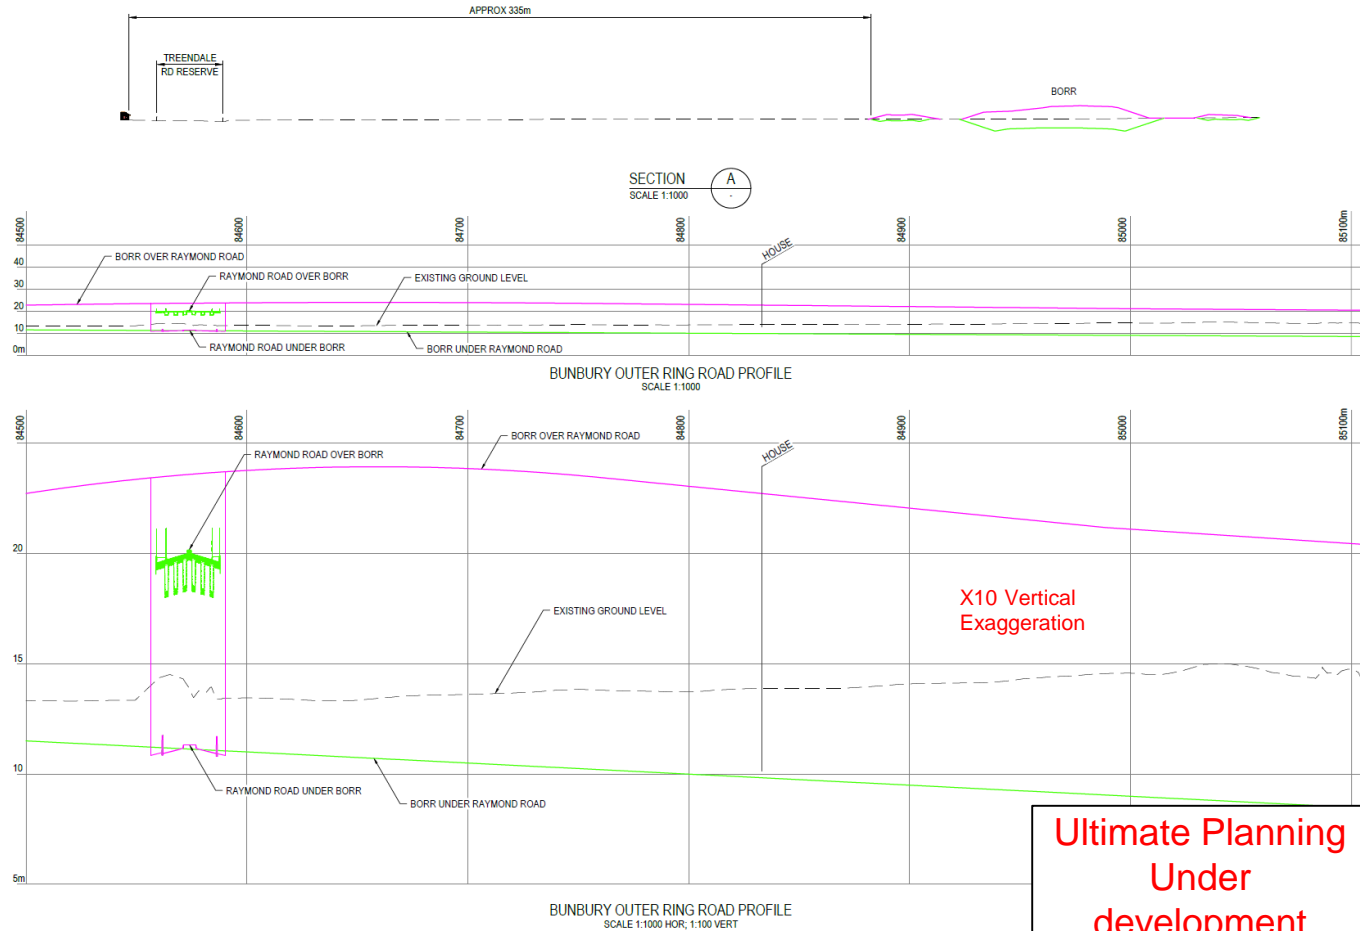 APPROX 335m
TREENDALE
RD RESERVE
BORR
SECTION
SCALE 1:1000
A
-
84500
84600
84700
84800
84900
85000
85100m
HOUSE
BORR OVER RAYMOND ROAD
RAYMOND ROAD OVER BORR
EXISTING GROUND LEVEL
40
30
20
10
0m
RAYMOND ROAD UNDER BORR
BORR UNDER RAYMOND ROAD
BUNBURY OUTER RING ROAD PROFILE
SCALE 1:1000
84500
84600
84700
84800
84900
85000
85100m
BORR OVER RAYMOND ROAD
HOUSE
RAYMOND ROAD OVER BORR
20
X10 Vertical
Exaggeration
EXISTING GROUND LEVEL
15
10
RAYMOND ROAD UNDER BORR
BORR UNDER RAYMOND ROAD
5m
Ultimate Planning
Under
development
BUNBURY OUTER RING ROAD PROFILE
SCALE 1:1000 HOR; 1:100 VERT